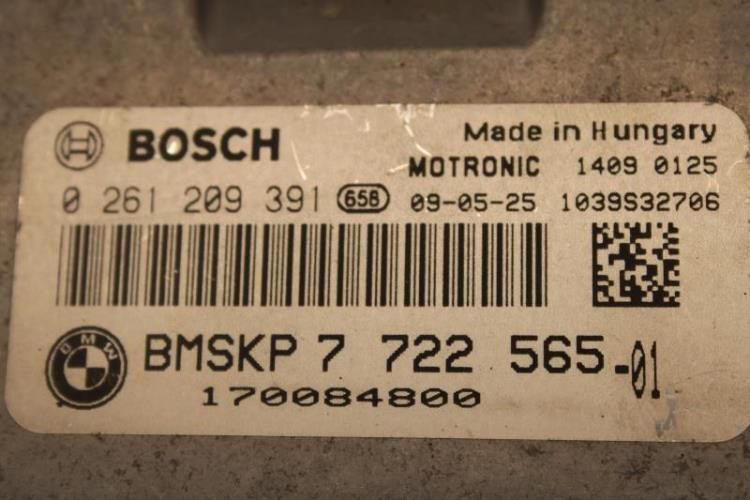 BOSCH Made in Hungary
MOTRONIC 1409 0125
0 261 209 391 658 09-05-25 1039S32706
BMW BMSKP 7 722 565-01
170084800